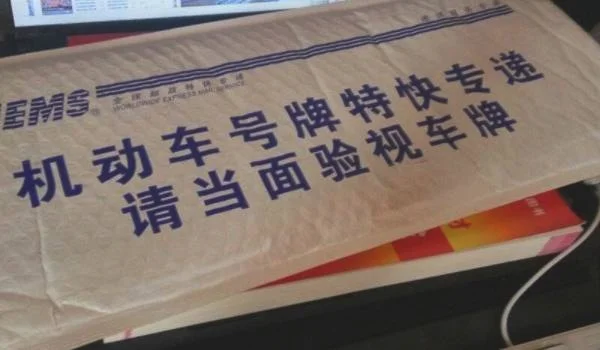 EMS®
全球邮政特快专递
WORLDWIDE EXPRESS MAIL SERVICE
机动车号牌特快专递
请当面验视车牌